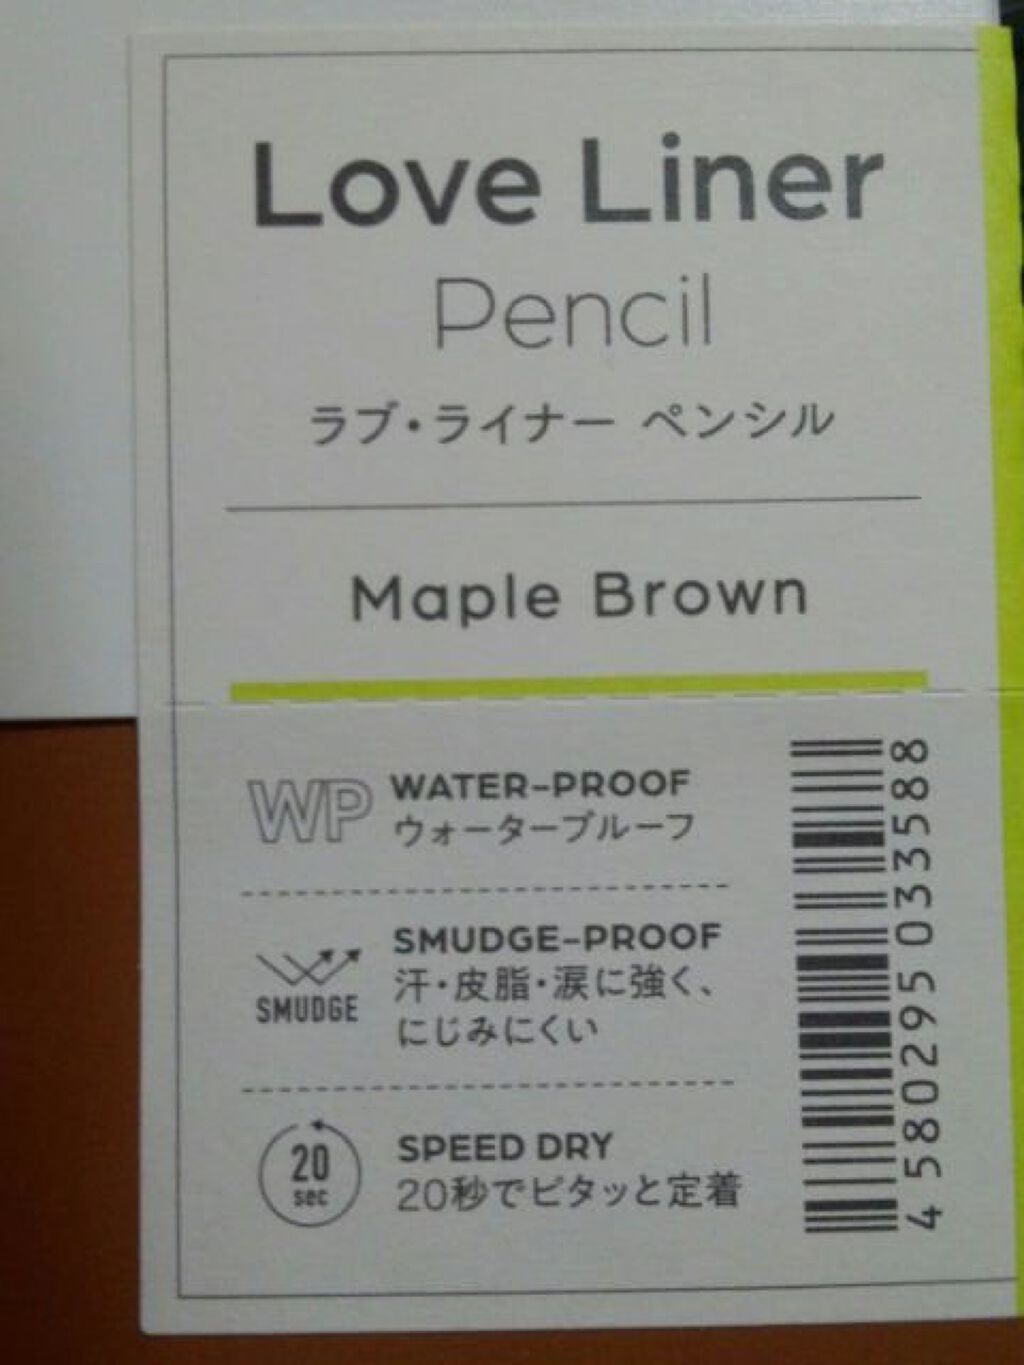 Love Liner
Pencil
ラブ・ライナー ペンシル
Maple Brown
WP
WATER-PROOF
ウォータープルーフ
SMUDGE
SMUDGE-PROOF
汗・皮脂・涙に強く、
にじみにくい
20
sec
SPEED DRY
20秒でピタッと定着
4580295033588